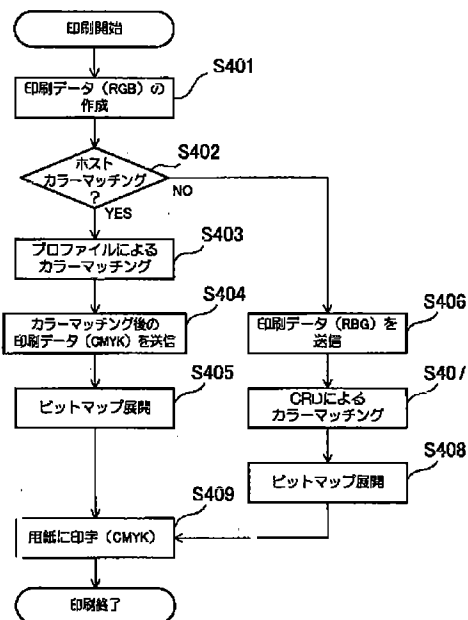 印刷開始
S401
印刷データ（RGB）の
作成
S402
ホスト
カラーマッチング
?
NO
YES
S403
プロファイルによる
カラーマッチング
S404
カラーマッチング後の
印刷データ（CMYK）を送信
S405
ビットマップ展開
S406
印刷データ（RBG）を
送信
S407
CRDによる
カラーマッチング
S408
ビットマップ展開
S409
用紙に印字（CMYK）
印刷終了